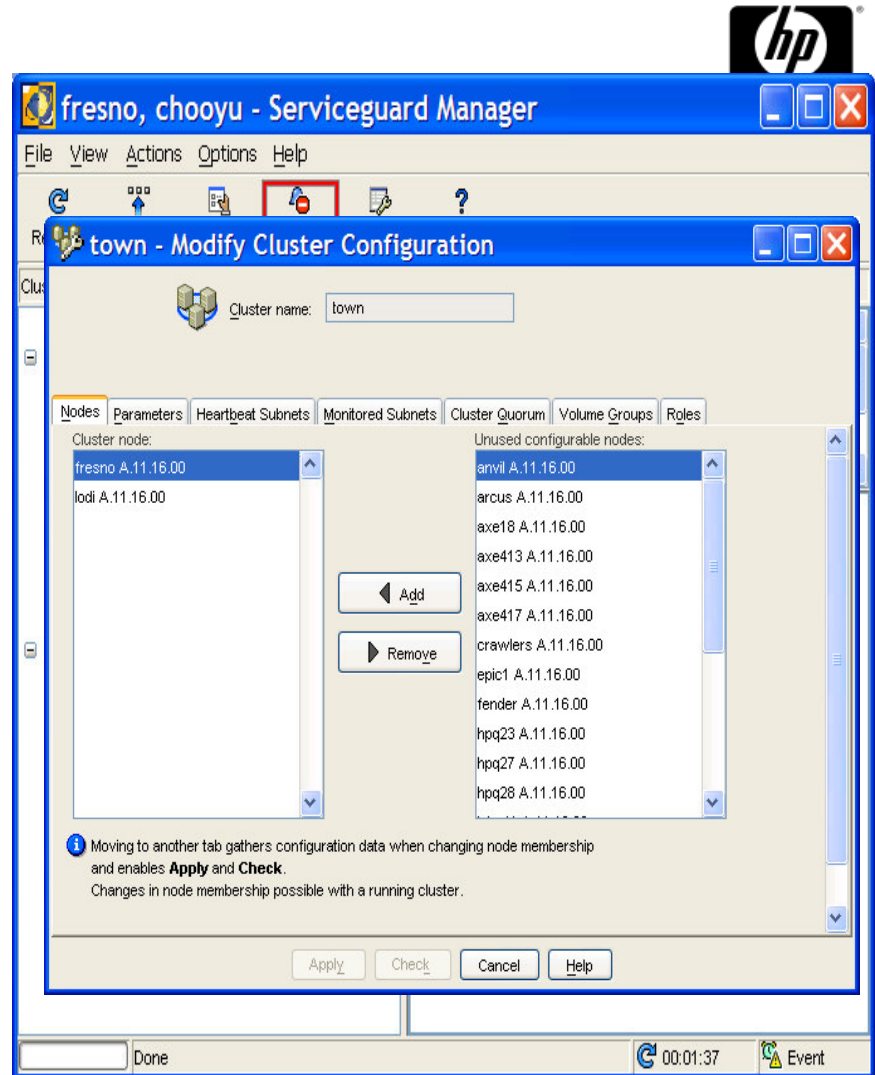 hp
fresno, chooyu - Serviceguard Manager
File View Actions Options Help
?
town - Modify Cluster Configuration
Clus
Cluster name: town
Nodes Parameters Heartbeat Subnets Monitored Subnets Cluster Quorum Volume Groups Roles
Cluster node:
fresno A.11.16.00
lodi A.11.16.00
Add
Remove
Unused configurable nodes:
anvil A.11.16.00
arcus A.11.16.00
axe18 A.11.16.00
axe413 A.11.16.00
axe415 A.11.16.00
axe417 A.11.16.00
crawlers A.11.16.00
epic1 A.11.16.00
fender A.11.16.00
hpq23 A.11.16.00
hpq27 A.11.16.00
hpq28 A.11.16.00
Moving to another tab gathers configuration data when changing node membership
and enables Apply and Check.
Changes in node membership possible with a running cluster.
Apply Check Cancel Help
Done 00:01:37 Event